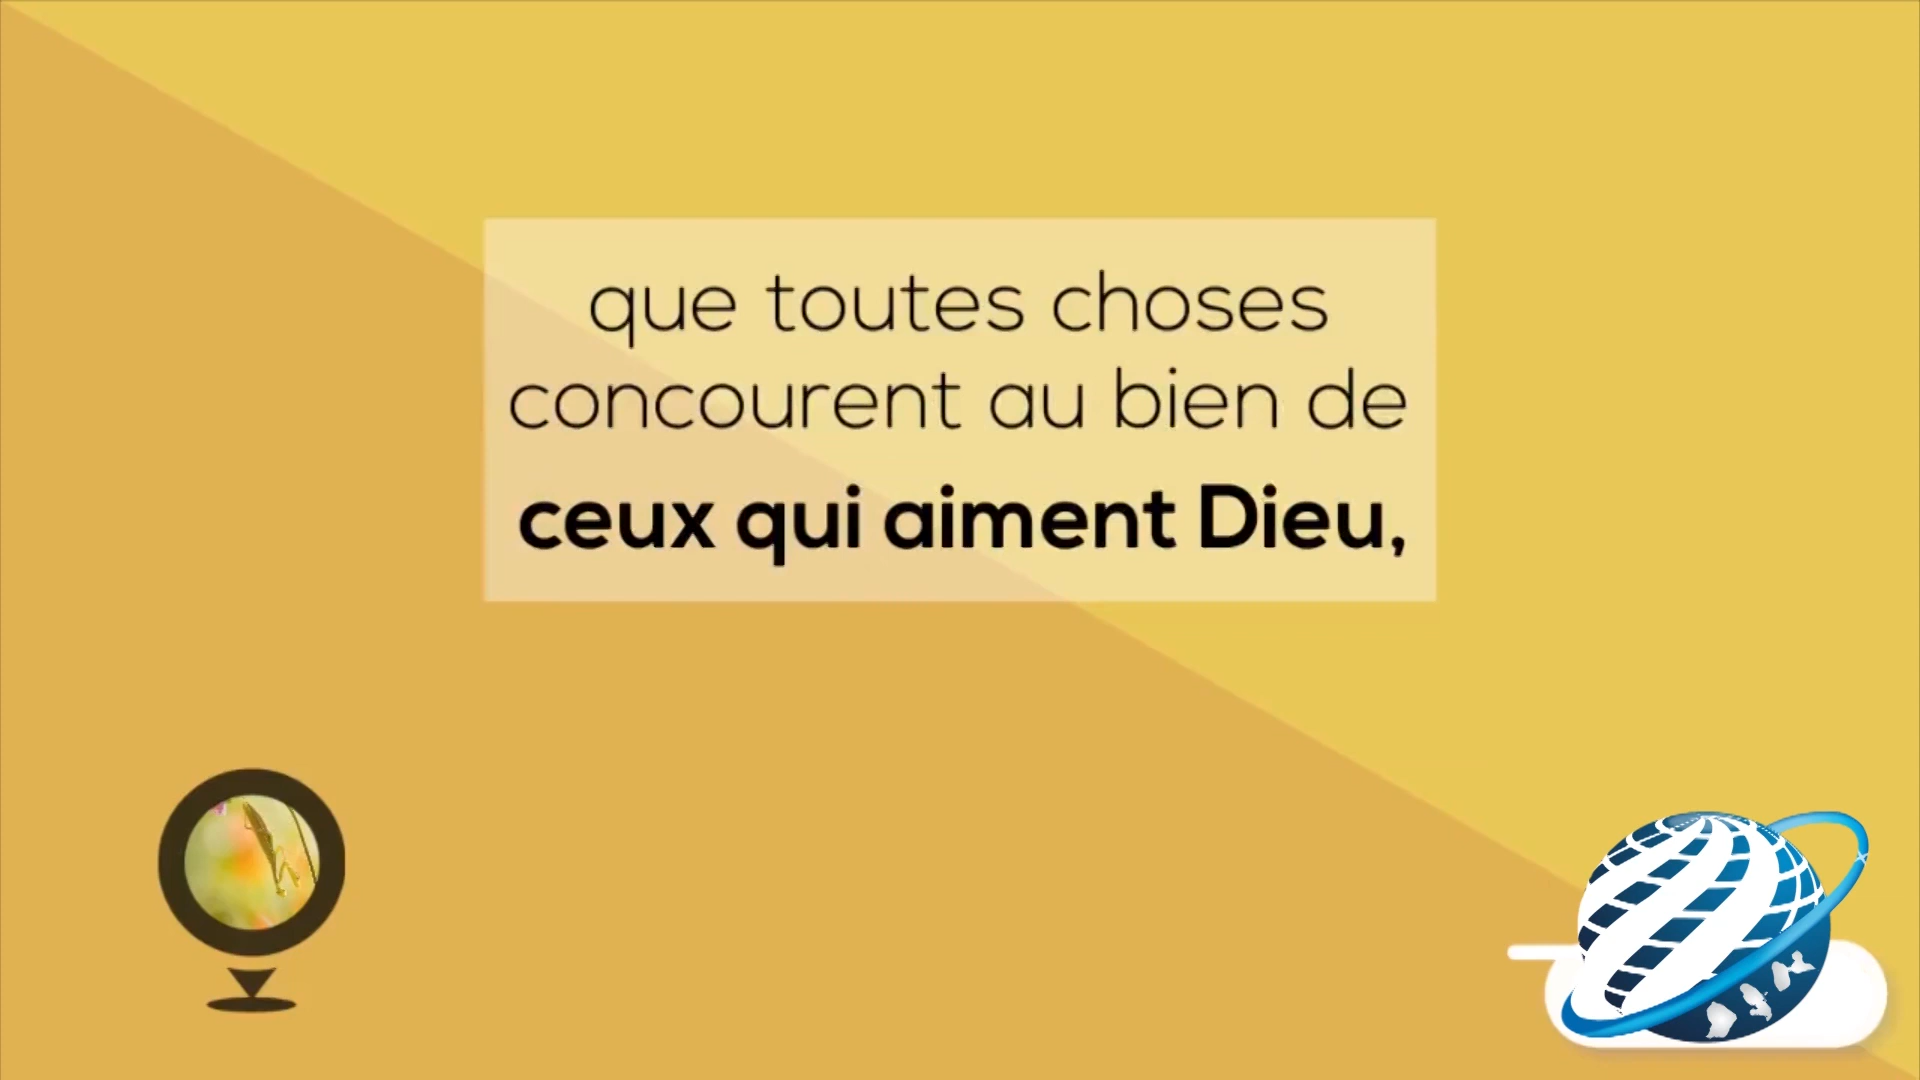 que toutes choses
concourent au bien de
ceux qui aiment Dieu,